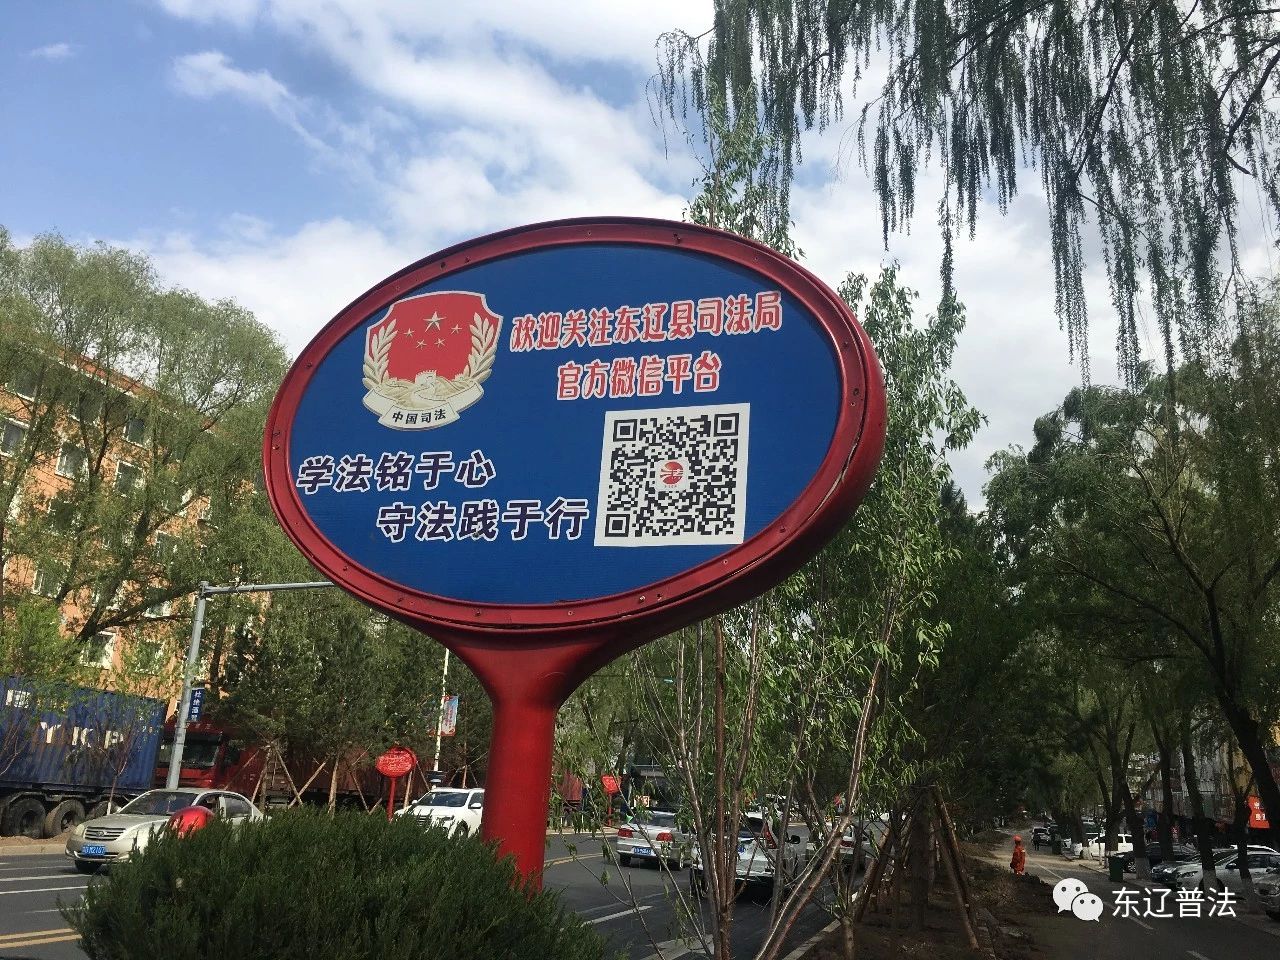 欢迎关注东辽县司法局
官方微信平台
中国司法
学法铭于心
守法践于行
东辽普法